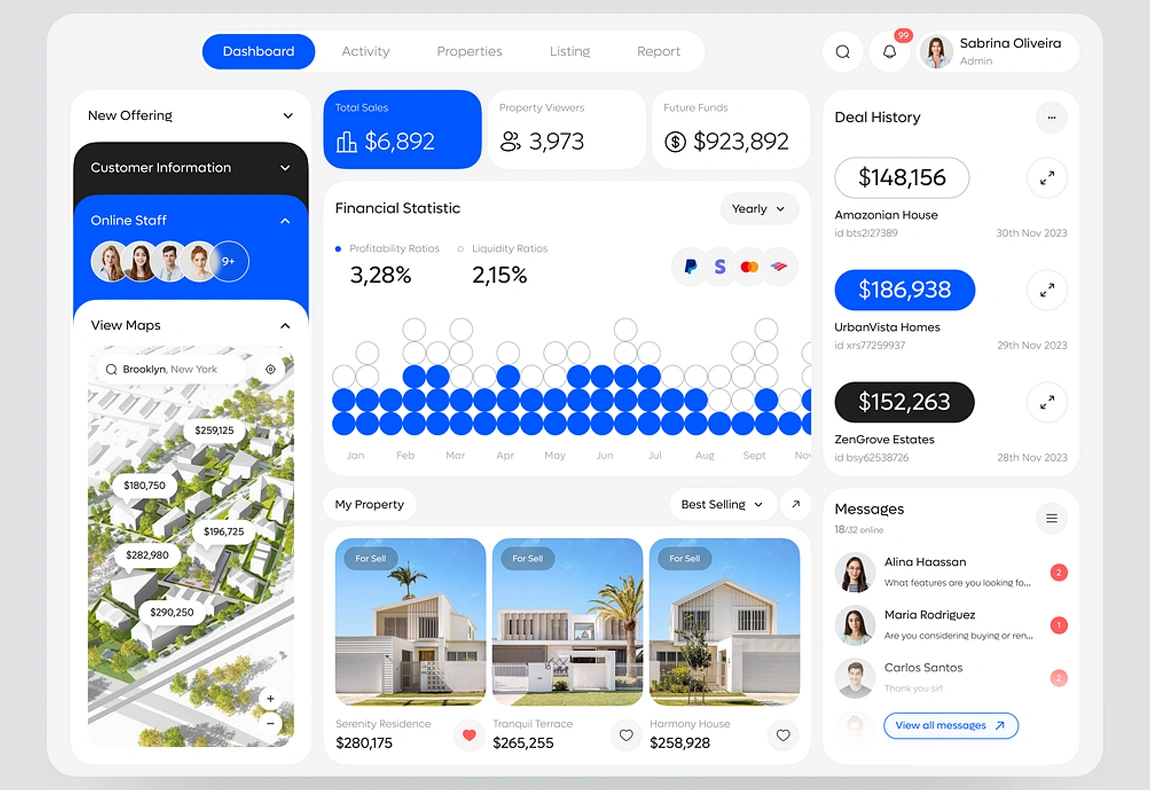 Dashboard
Activity
Properties
Listing
Report
99
Sabrina Oliveira
Admin
New Offering
Customer Information
Online Staff
9+
View Maps
Brooklyn, New York
$259,125
$180,750
$196,725
$282,980
$290,250
+
−
Total Sales
$6,892
Property Viewers
3,973
Future Funds
$923,892
Financial Statistic
Yearly
Profitability Ratios
3,28%
Liquidity Ratios
2,15%
Jan Feb Mar Apr May Jun Jul Aug Sept Nov
My Property
Best Selling
For Sell
Serenity Residence
$280,175
For Sell
Tranquil Terrace
$265,255
For Sell
Harmony House
$258,928
Deal History
$148,156
Amazonian House
id bts2i27389 30th Nov 2023
$186,938
UrbanVista Homes
id xrs77259937 29th Nov 2023
$152,263
ZenGrove Estates
id bsy62538726 28th Nov 2023
Messages
18/32 online
Alina Haassan
What features are you looking fo...
2
Maria Rodriguez
Are you considering buying or ren...
1
Carlos Santos
Thank you sir!
2
View all messages